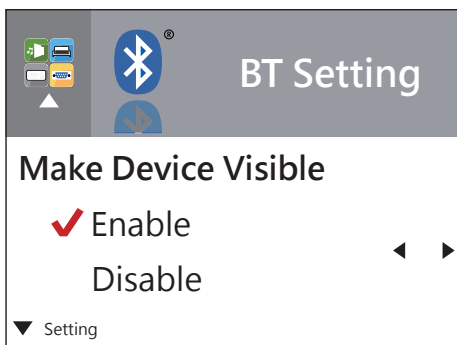 ®
BT Setting
Make Device Visible
Enable
Disable
Setting